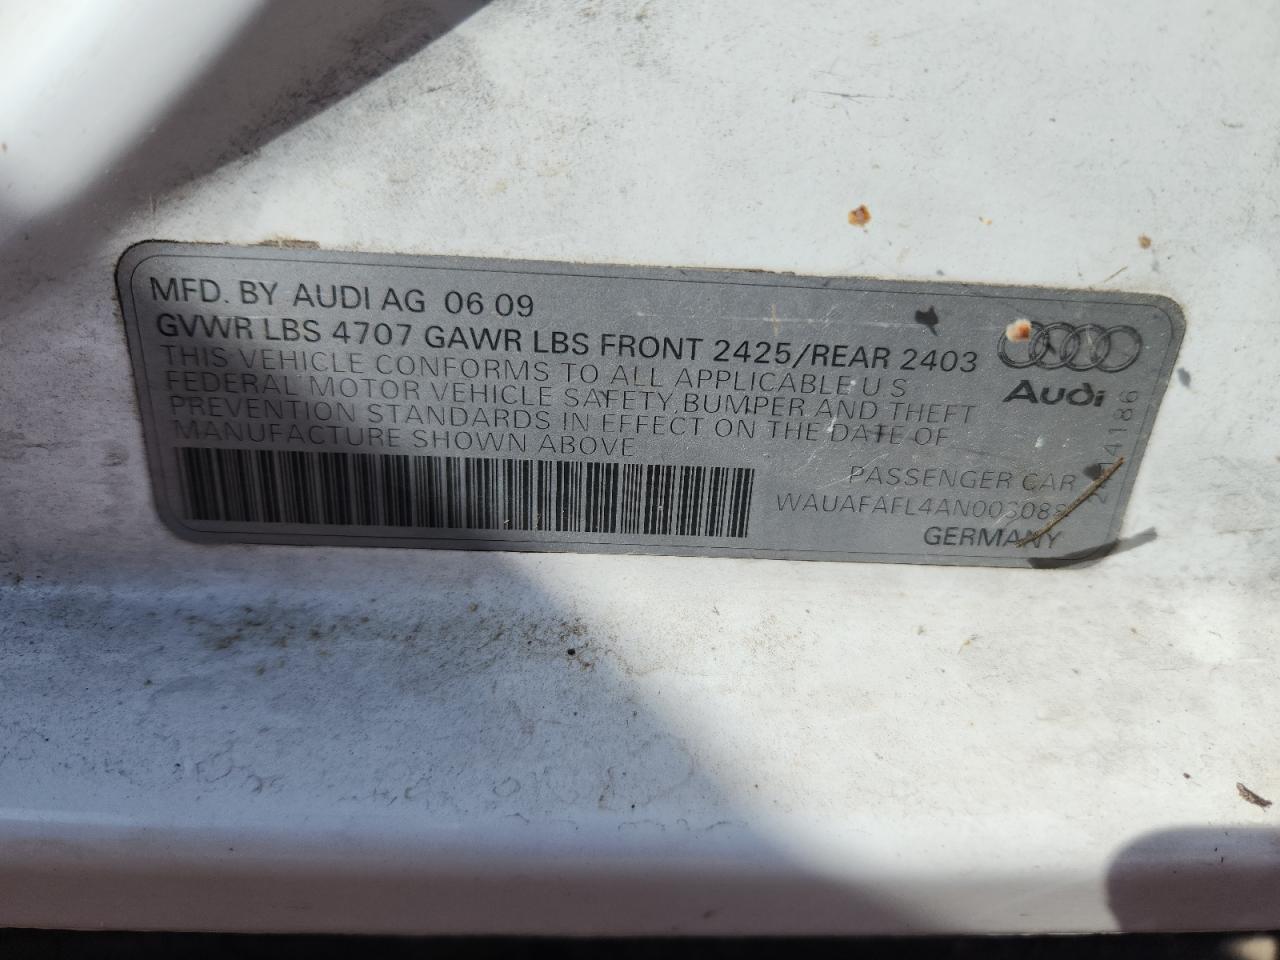 MFD. BY AUDI AG 06 09
GVWR LBS 4707 GAWR LBS FRONT 2425/REAR 2403
THIS VEHICLE CONFORMS TO ALL APPLICABLE U S
FEDERAL MOTOR VEHICLE SAFETY, BUMPER AND THEFT
PREVENTION STANDARDS IN EFFECT ON THE DATE OF
MANUFACTURE SHOWN ABOVE
Audi
PASSENGER CAR
GERMANY